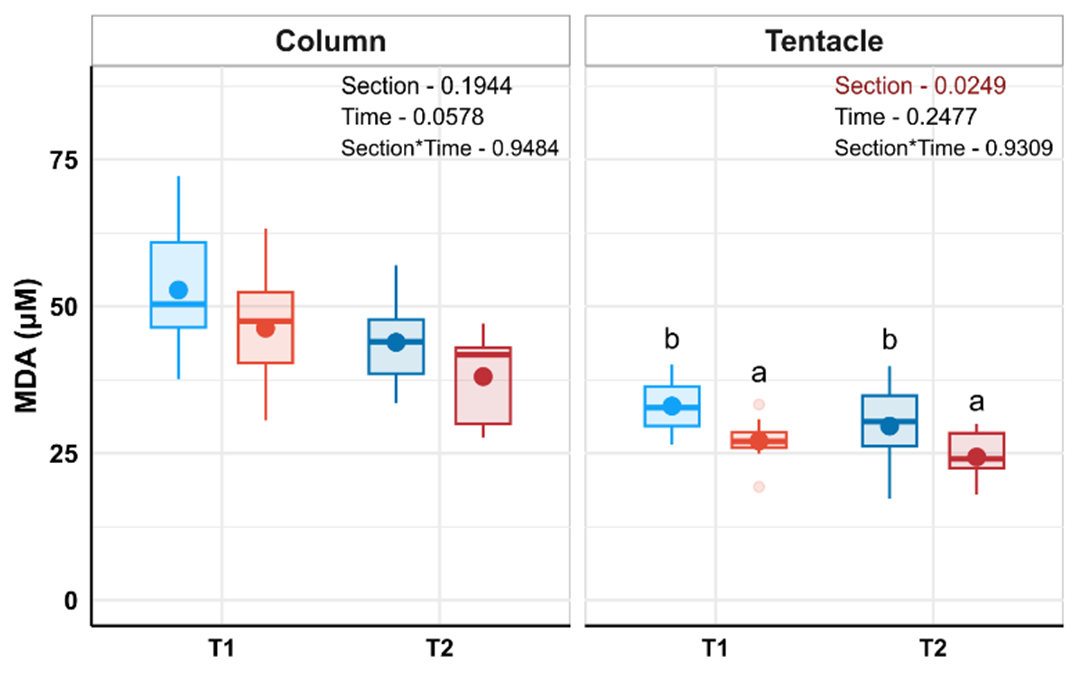 Column
Tentacle
Section - 0.1944
Time - 0.0578
Section*Time - 0.9484
Section - 0.0249
Time - 0.2477
Section*Time - 0.9309
MDA (µM)
75
50
25
0
b
a
b
a
T1
T2
T1
T2